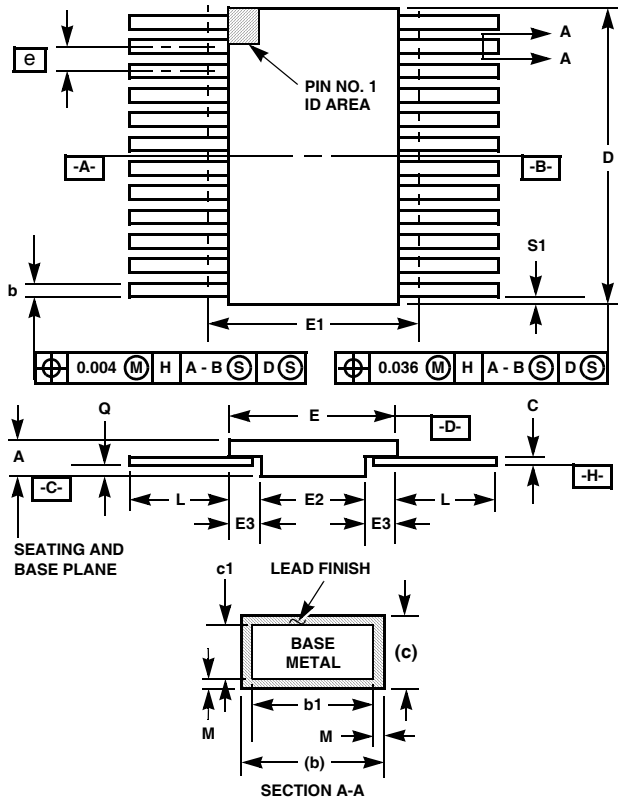 e
PIN NO. 1
ID AREA
A
A
D
-A-
-B-
S1
b
E1
0.004 Ⓜ H A - B Ⓢ D Ⓢ
0.036 Ⓜ H A - B Ⓢ D Ⓢ
Q
E
C
A
-D-
-C-
-H-
L
E2
L
E3
E3
SEATING AND
BASE PLANE
c1
LEAD FINISH
BASE
METAL
(c)
b1
M
M
(b)
SECTION A-A